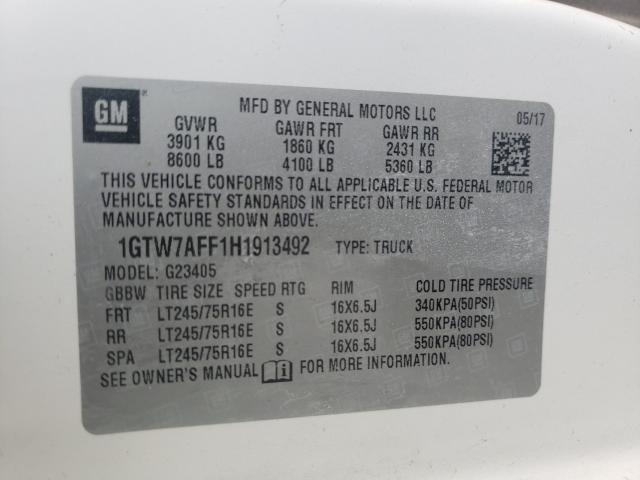 GM
MFD BY GENERAL MOTORS LLC 05/17
GVWR GAWR FRT GAWR RR
3901 KG 1860 KG 2431 KG
8600 LB 4100 LB 5360 LB
THIS VEHICLE CONFORMS TO ALL APPLICABLE U.S. FEDERAL MOTOR
VEHICLE SAFETY STANDARDS IN EFFECT ON THE DATE OF
MANUFACTURE SHOWN ABOVE.
1GTW7AFF1H1913492 TYPE: TRUCK
MODEL: G23405
GBBW TIRE SIZE SPEED RTG RIM COLD TIRE PRESSURE
FRT LT245/75R16E S 16X6.5J 340KPA(50PSI)
RR LT245/75R16E S 16X6.5J 550KPA(80PSI)
SPA LT245/75R16E S 16X6.5J 550KPA(80PSI)
SEE OWNER'S MANUAL FOR MORE INFORMATION.